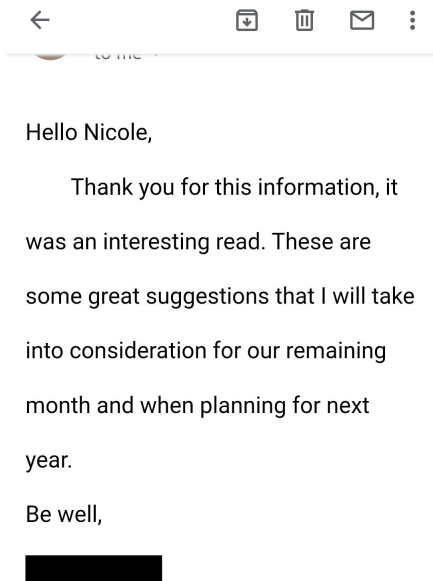 Hello Nicole,
Thank you for this information, it
was an interesting read. These are
some great suggestions that I will take
into consideration for our remaining
month and when planning for next
year.
Be well,